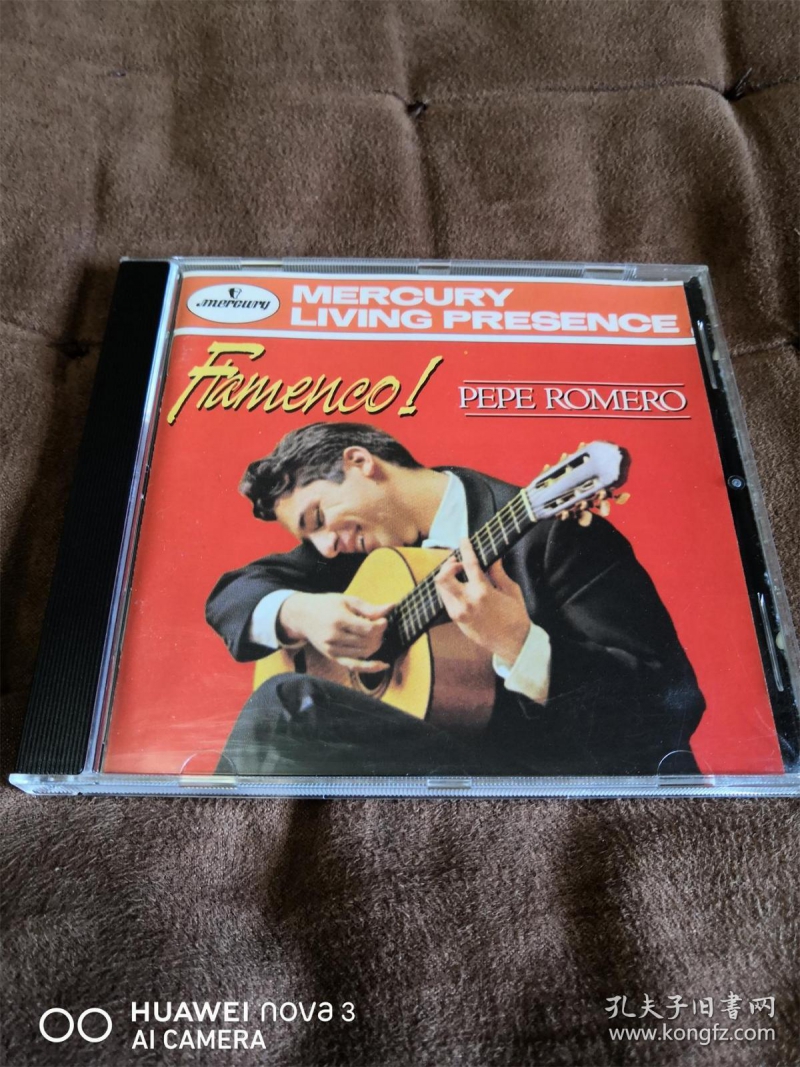 mercury
MERCURY
LIVING PRESENCE
Flamenco!
PEPE ROMERO
HUAWEI nova 3
AI CAMERA
孔夫子旧書网
www.kongfz.com